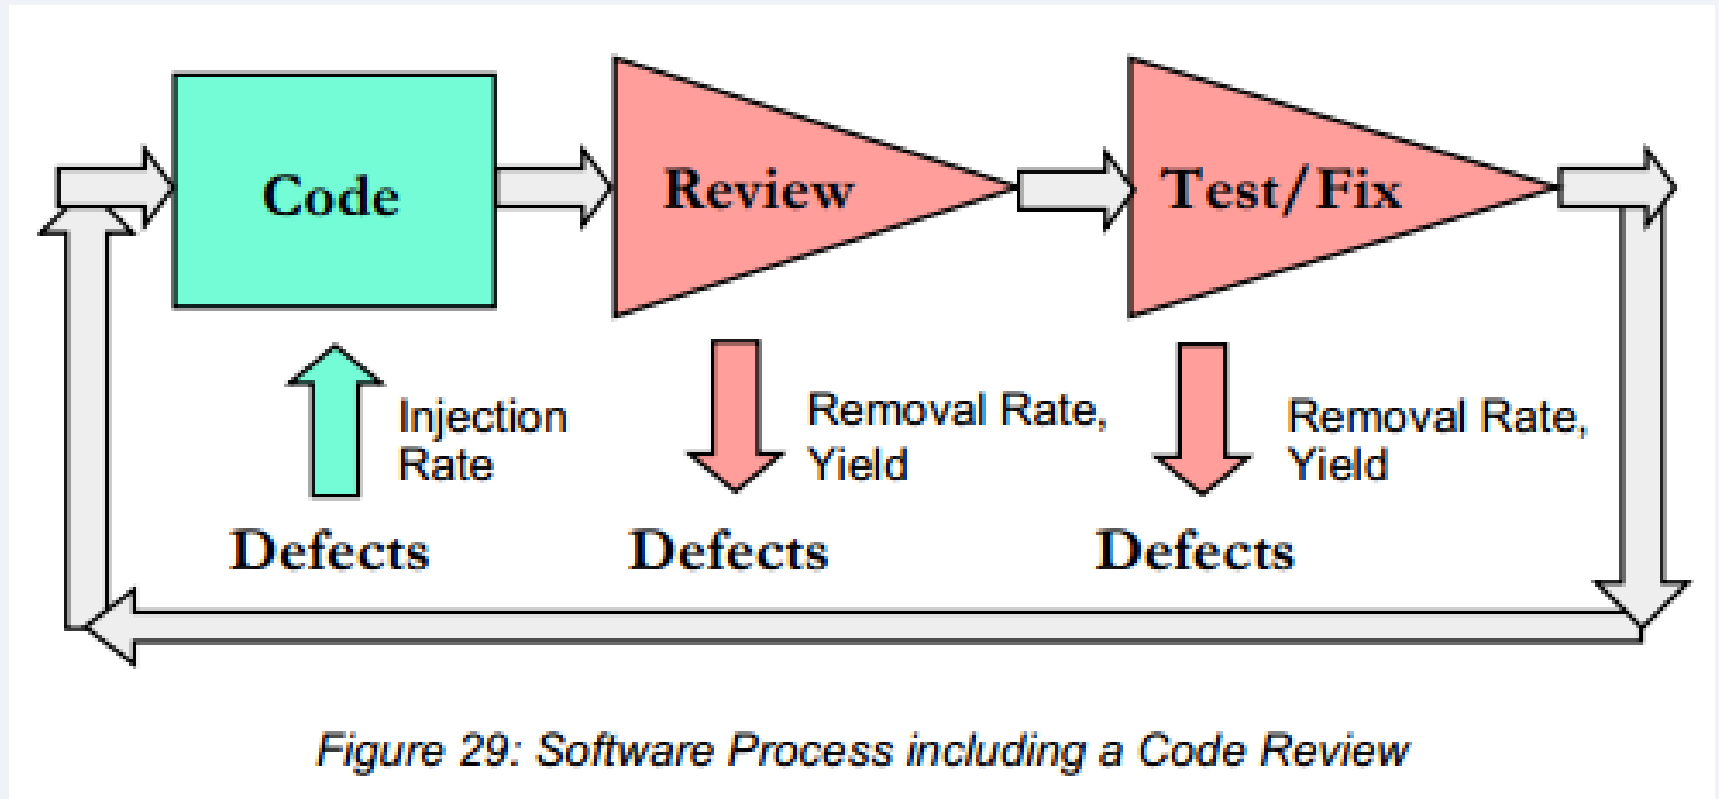 Code
Review
Test/Fix
Injection
Rate
Removal Rate,
Yield
Removal Rate,
Yield
Defects
Defects
Defects
Figure 29: Software Process including a Code Review